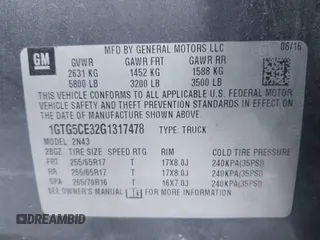 MFD BY GENERAL MOTORS LLC 06/16
GM
GVWR GAWR FRT GAWR RR
2631 KG 1452 KG 1588 KG
5800 LB 3200 LB 3500 LB
THIS VEHICLE CONFORMS TO ALL APPLICABLE U.S. FEDERAL MOTOR
VEHICLE SAFETY AND THEFT PREVENTION STANDARDS IN EFFECT ON
THE DATE OF MANUFACTURE SHOWN ABOVE.
1GTG5CE32G1317478 TYPE: TRUCK
MODEL: 2N43
2BGZ TIRE SIZE SPEED RTG RIM COLD TIRE PRESSURE
FRT 255/65R17 T 17X8.0J 240KPA(35PSI)
RR 255/65R17 T 17X8.0J 240KPA(35PSI)
SPA 265/70R16 T 16X7.0J 240KPA(35PSI)
SEE OWNER'S MANUAL
DREAMBID